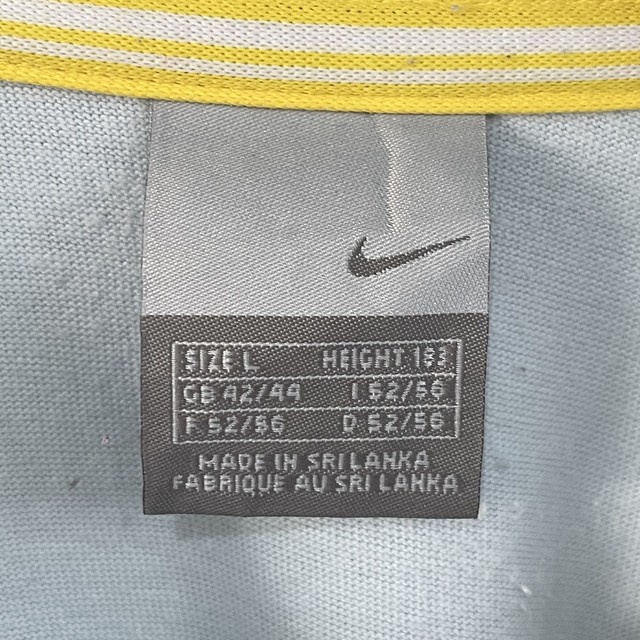 SIZE L HEIGHT 183
GB 42/44 I 52/56
F 52/56 D 52/56
MADE IN SRI LANKA
FABRIQUE AU SRI LANKA